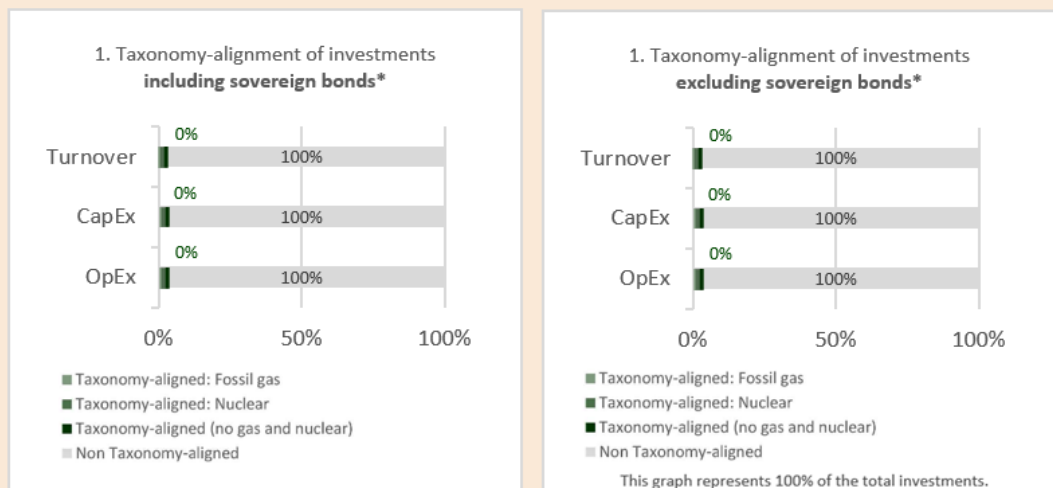 1. Taxonomy-alignment of investments
including sovereign bonds*
0%
Turnover
100%
0%
CapEx
100%
0%
OpEx
100%
0%
50%
100%
Taxonomy-aligned: Fossil gas
Taxonomy-aligned: Nuclear
Taxonomy-aligned (no gas and nuclear)
Non Taxonomy-aligned
1. Taxonomy-alignment of investments
excluding sovereign bonds*
0%
Turnover
100%
0%
CapEx
100%
0%
OpEx
100%
0%
50%
100%
Taxonomy-aligned: Fossil gas
Taxonomy-aligned: Nuclear
Taxonomy-aligned (no gas and nuclear)
Non Taxonomy-aligned
This graph represents 100% of the total investments.